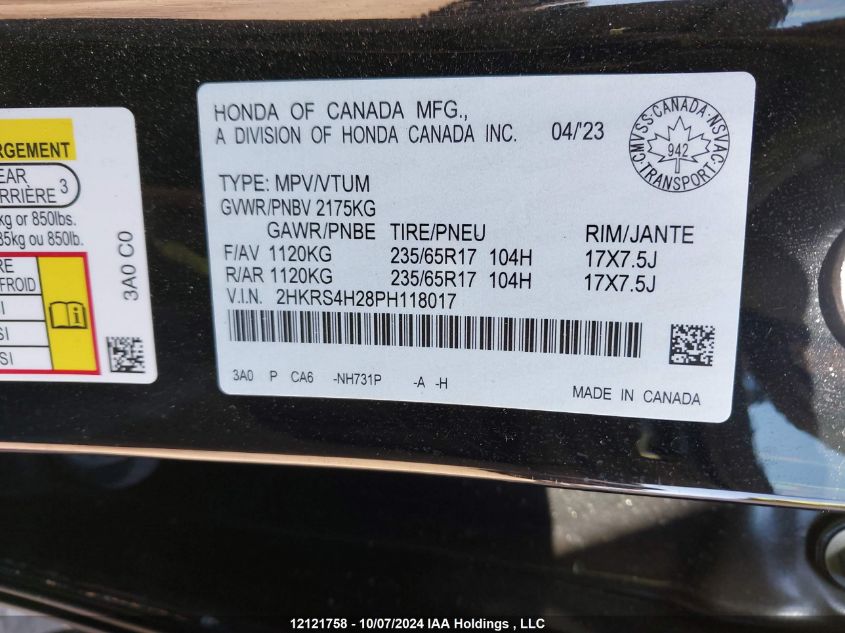 RGEMENT
EAR
RRIÈRE 3
kg or 850lbs.
85kg ou 850lb.
RE
FROID
SI
SI
SI
3A0 C0
HONDA OF CANADA MFG.,
A DIVISION OF HONDA CANADA INC. 04/'23
CMVSS·CANADA·NSVAC
942
·TRANSPORT·
TYPE: MPV/VTUM
GVWR/PNBV 2175KG
GAWR/PNBE TIRE/PNEU RIM/JANTE
F/AV 1120KG 235/65R17 104H 17X7.5J
R/AR 1120KG 235/65R17 104H 17X7.5J
V.I.N. 2HKRS4H28PH118017
3A0 P CA6 -NH731P -A -H
MADE IN CANADA
12121758 - 10/07/2024 IAA Holdings , LLC